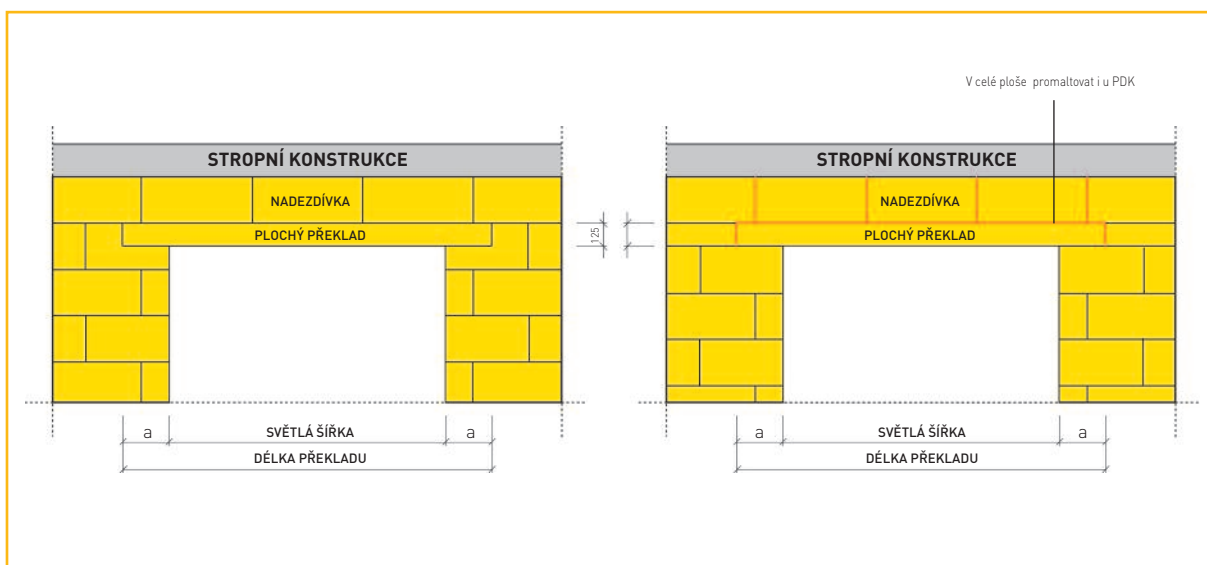 V celé ploše promaltovat i u PDK
STROPNÍ KONSTRUKCE
NADEZDÍVKA
PLOCHÝ PŘEKLAD
125
a
SVĚTLÁ ŠÍŘKA
a
DÉLKA PŘEKLADU
STROPNÍ KONSTRUKCE
NADEZDÍVKA
PLOCHÝ PŘEKLAD
a
SVĚTLÁ ŠÍŘKA
a
DÉLKA PŘEKLADU